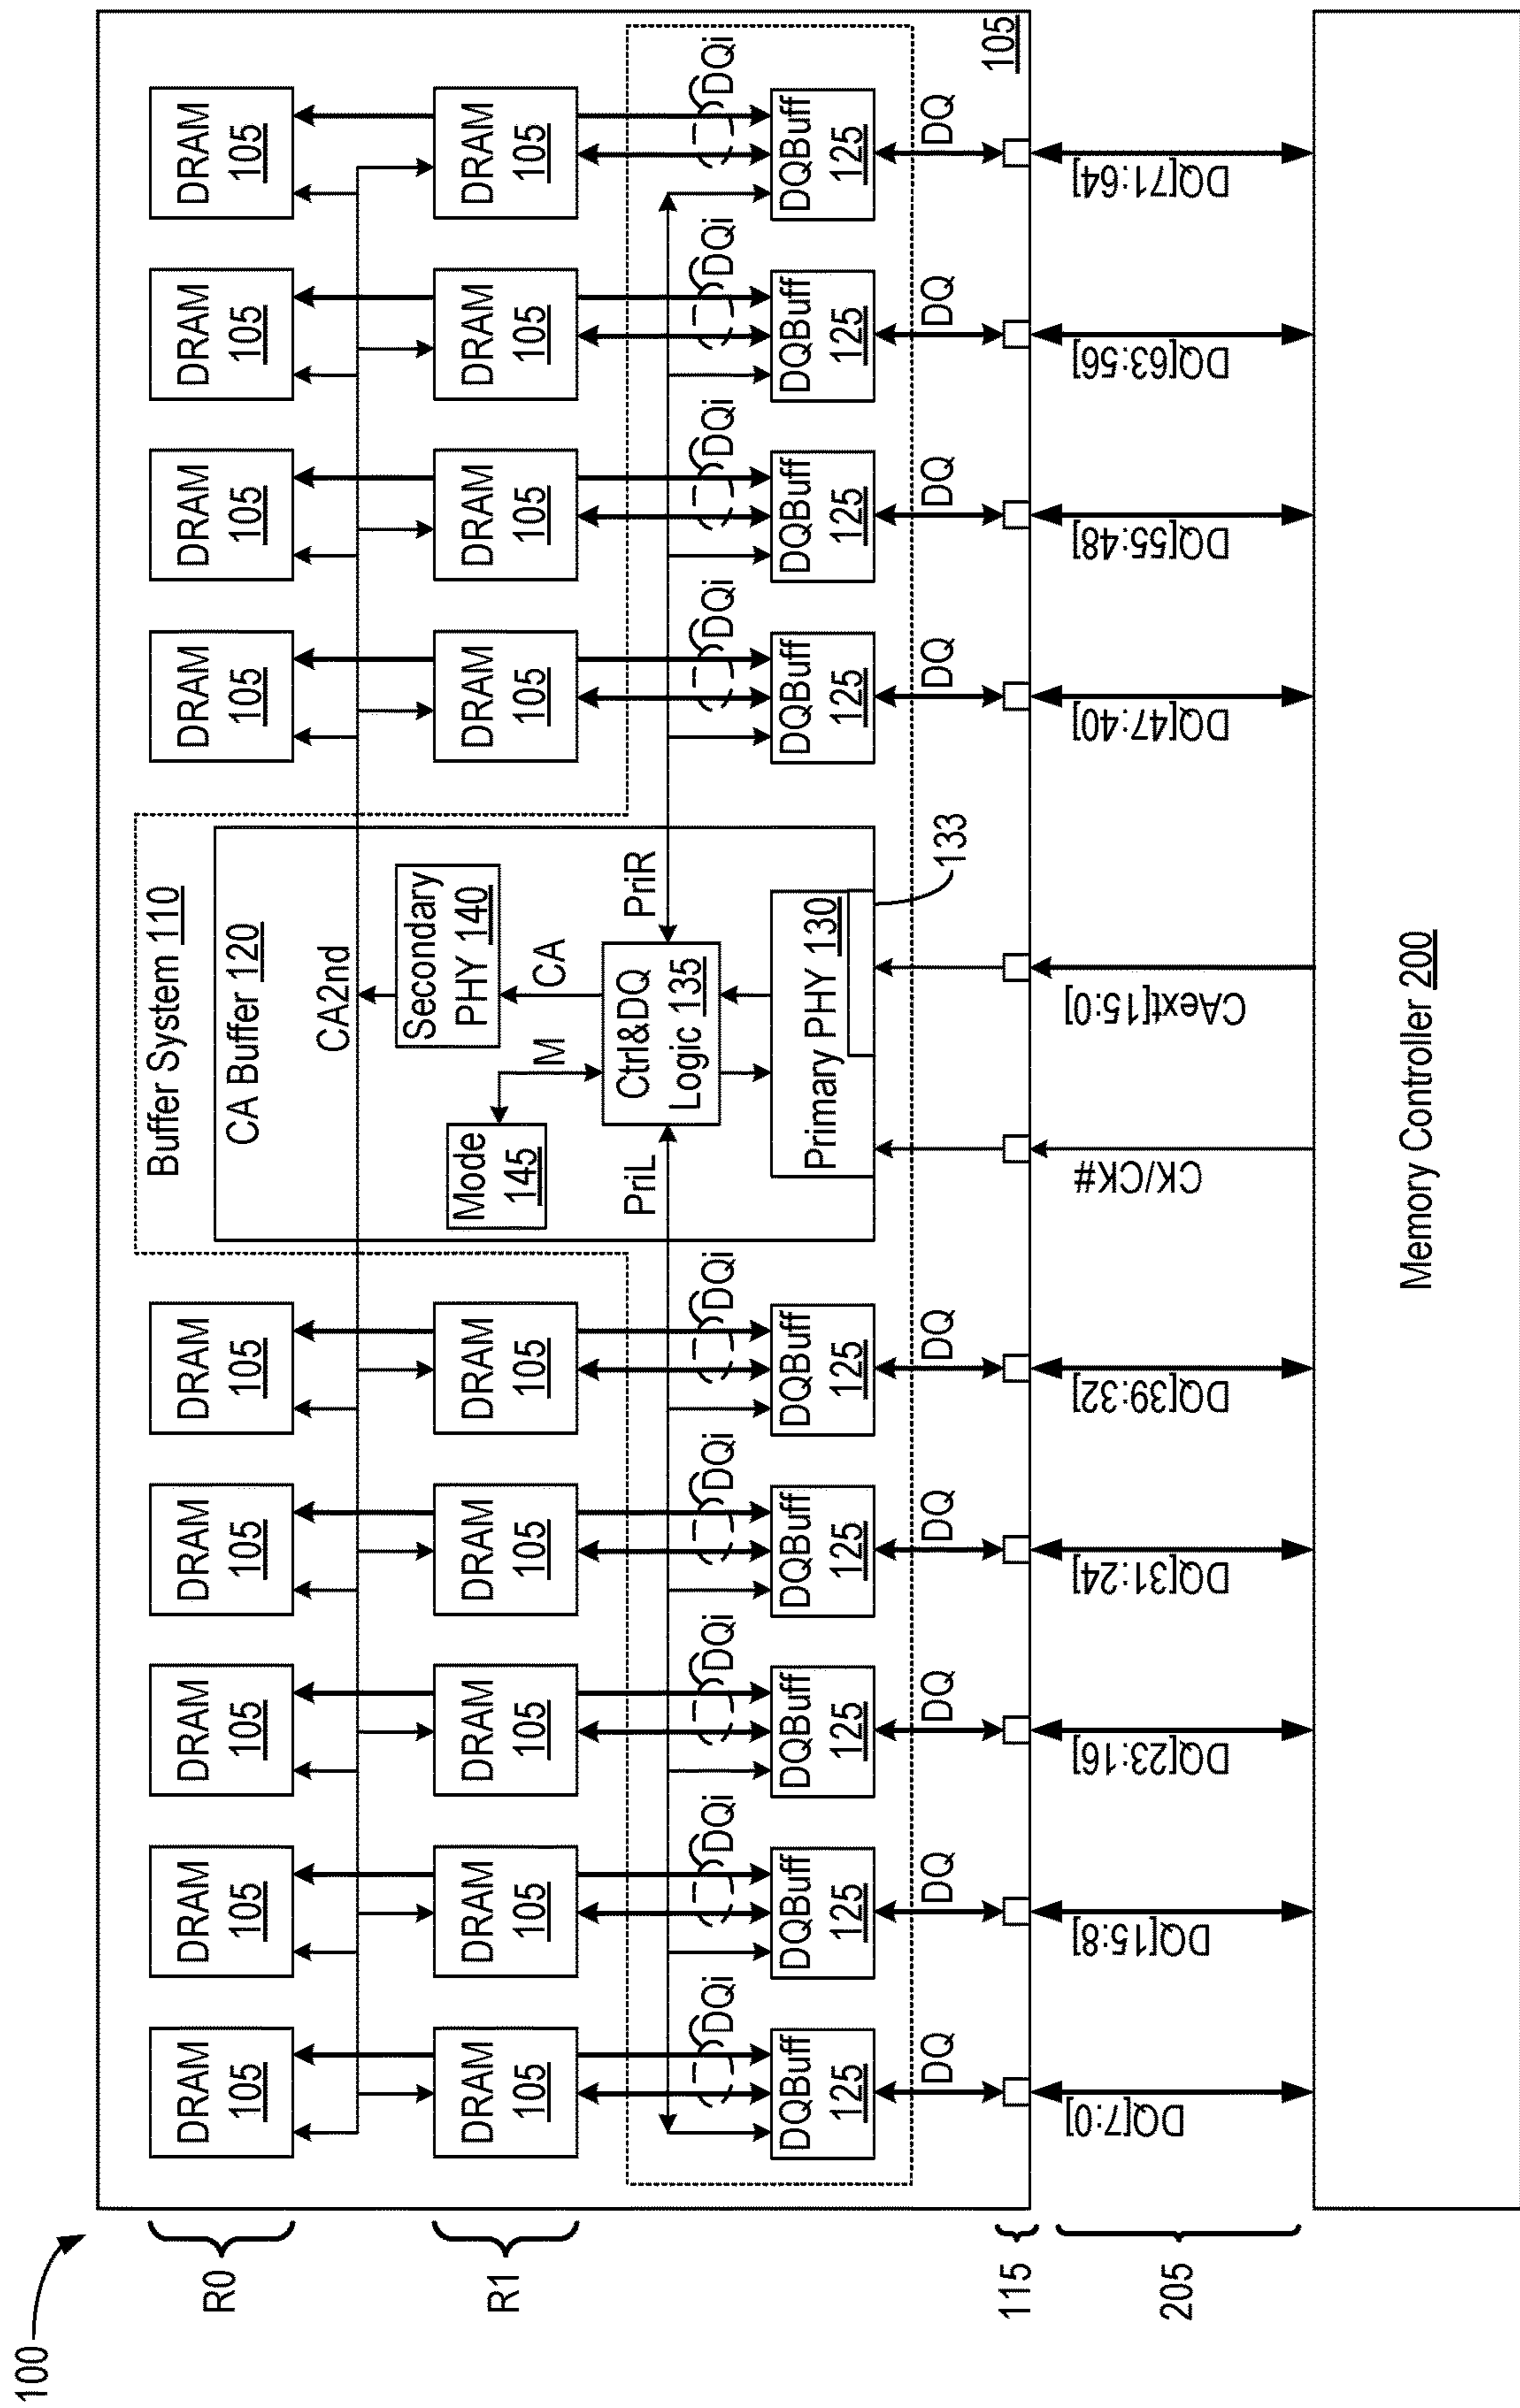 100
R0
DRAM
105
DRAM
105
DRAM
105
DRAM
105
DRAM
105
Buffer System 110
DRAM
105
DRAM
105
DRAM
105
DRAM
105
CA Buffer 120
CA2nd
R1
DRAM
105
DRAM
105
DRAM
105
DRAM
105
DRAM
105
Mode
145
M
Secondary
PHY 140
CA
DRAM
105
DRAM
105
DRAM
105
DRAM
105
PriL
Ctrl&DQ
Logic 135
PriR
DQi
DQi
DQi
DQi
DQi
DQi
DQi
DQi
DQi
DQBuff
125
DQBuff
125
DQBuff
125
DQBuff
125
DQBuff
125
Primary PHY 130
133
DQBuff
125
DQBuff
125
DQBuff
125
DQBuff
125
DQ
DQ
DQ
DQ
DQ
DQ
DQ
DQ
DQ
105
115
205
DQ[7:0]
DQ[15:8]
DQ[23:16]
DQ[31:24]
DQ[39:32]
CK/CK#
CAext[15:0]
DQ[47:40]
DQ[55:48]
DQ[63:56]
DQ[71:64]
Memory Controller 200